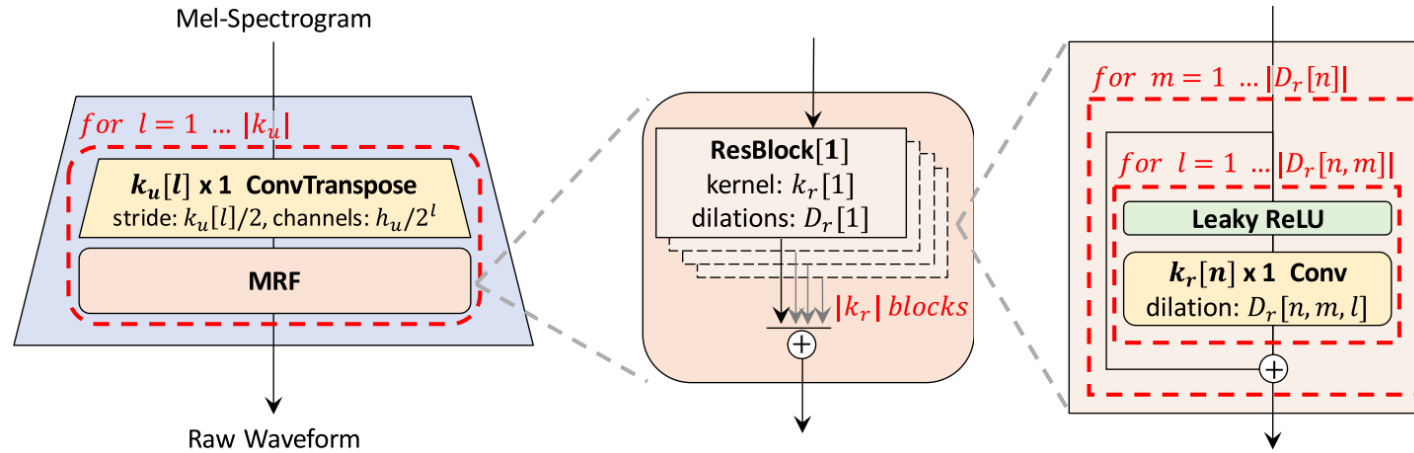 Mel-Spectrogram
for l = 1 … |k_u|
k_u[l] x 1 ConvTranspose
stride: k_u[l]/2, channels: h_u/2^l
MRF
Raw Waveform
ResBlock[1]
kernel: k_r[1]
dilations: D_r[1]
|k_r| blocks
+
for m = 1 … |D_r[n]|
for l = 1 … |D_r[n, m]|
Leaky ReLU
k_r[n] x 1 Conv
dilation: D_r[n, m, l]
+